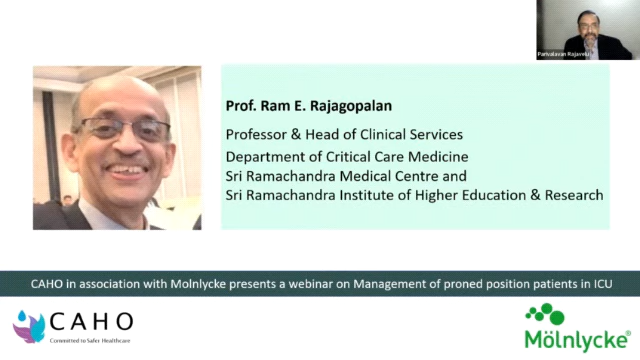 Parivalavan Rajavelu
Prof. Ram E. Rajagopalan
Professor & Head of Clinical Services
Department of Critical Care Medicine
Sri Ramachandra Medical Centre and
Sri Ramachandra Institute of Higher Education & Research
CAHO in association with Molnlycke presents a webinar on Management of proned position patients in ICU
CAHO
Committed to Safer Healthcare
Mölnlycke®